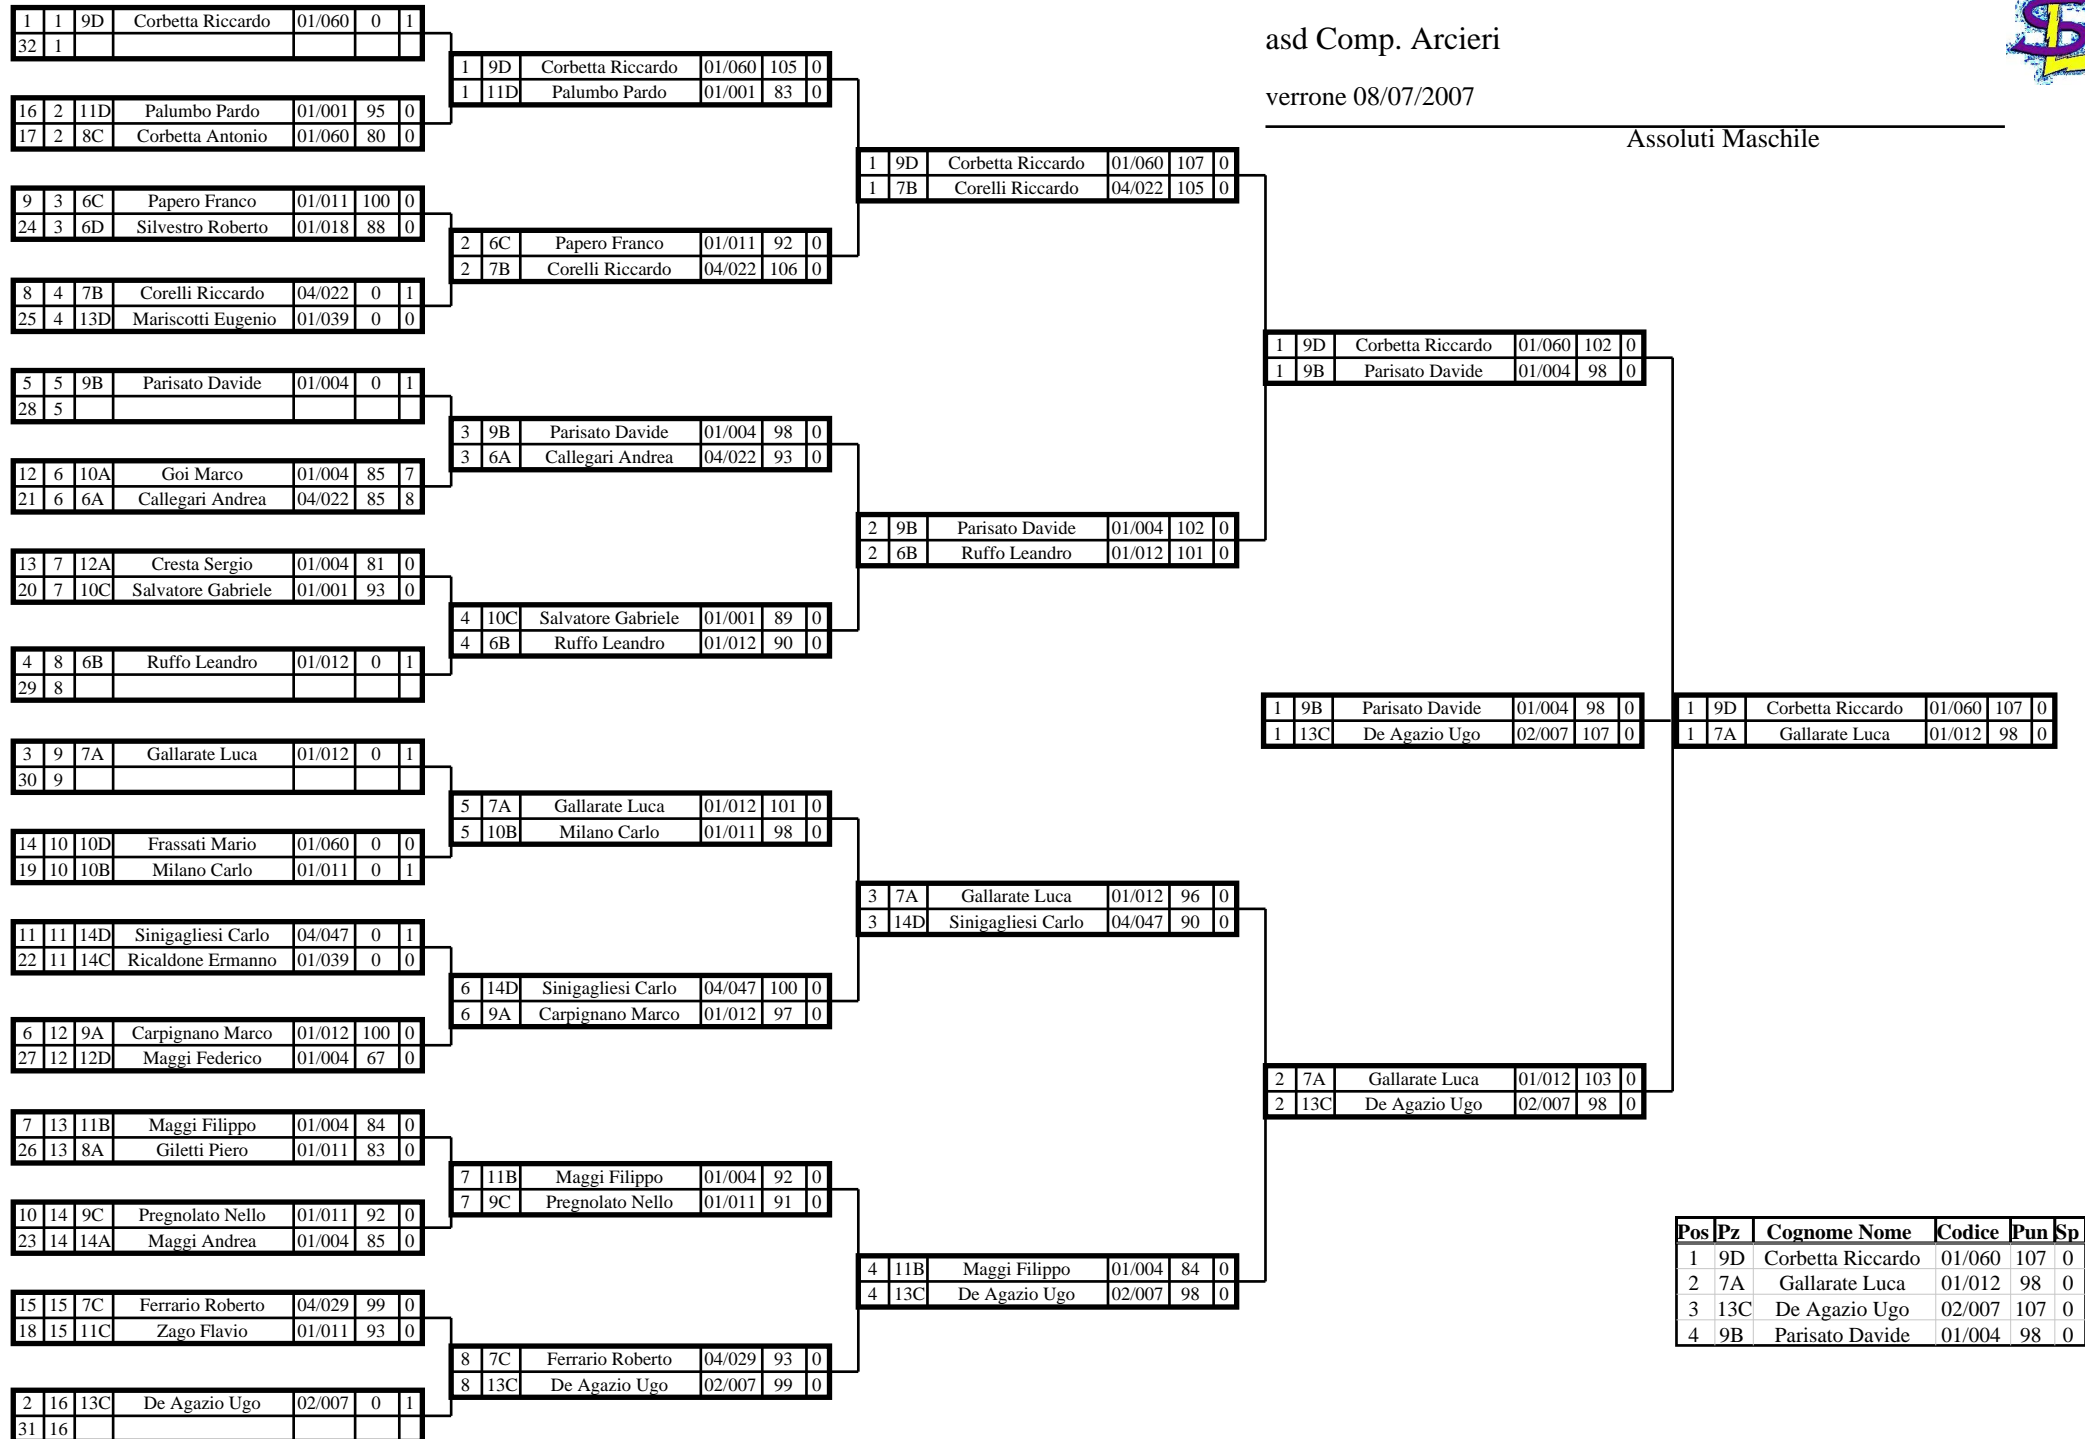 asd Comp. Arcieri
verrone 08/07/2007
Assoluti Maschile
1 1 9D Corbetta Riccardo 01/060 0 1
32 1
16 2 11D Palumbo Pardo 01/001 95 0
17 2 8C Corbetta Antonio 01/060 80 0
9 3 6C Papero Franco 01/011 100 0
24 3 6D Silvestro Roberto 01/018 88 0
8 4 7B Corelli Riccardo 04/022 0 1
25 4 13D Mariscotti Eugenio 01/039 0 0
5 5 9B Parisato Davide 01/004 0 1
28 5
12 6 10A Goi Marco 01/004 85 7
21 6 6A Callegari Andrea 04/022 85 8
13 7 12A Cresta Sergio 01/004 81 0
20 7 10C Salvatore Gabriele 01/001 93 0
4 8 6B Ruffo Leandro 01/012 0 1
29 8
3 9 7A Gallarate Luca 01/012 0 1
30 9
14 10 10D Frassati Mario 01/060 0 0
19 10 10B Milano Carlo 01/011 0 1
11 11 14D Sinigagliesi Carlo 04/047 0 1
22 11 14C Ricaldone Ermanno 01/039 0 0
6 12 9A Carpignano Marco 01/012 100 0
27 12 12D Maggi Federico 01/004 67 0
7 13 11B Maggi Filippo 01/004 84 0
26 13 8A Giletti Piero 01/011 83 0
10 14 9C Pregnolato Nello 01/011 92 0
23 14 14A Maggi Andrea 01/004 85 0
15 15 7C Ferrario Roberto 04/029 99 0
18 15 11C Zago Flavio 01/011 93 0
2 16 13C De Agazio Ugo 02/007 0 1
31 16
1 9D Corbetta Riccardo 01/060 105 0
1 11D Palumbo Pardo 01/001 83 0
2 6C Papero Franco 01/011 92 0
2 7B Corelli Riccardo 04/022 106 0
3 9B Parisato Davide 01/004 98 0
3 6A Callegari Andrea 04/022 93 0
4 10C Salvatore Gabriele 01/001 89 0
4 6B Ruffo Leandro 01/012 90 0
5 7A Gallarate Luca 01/012 101 0
5 10B Milano Carlo 01/011 98 0
6 14D Sinigagliesi Carlo 04/047 100 0
6 9A Carpignano Marco 01/012 97 0
7 11B Maggi Filippo 01/004 92 0
7 9C Pregnolato Nello 01/011 91 0
8 7C Ferrario Roberto 04/029 93 0
8 13C De Agazio Ugo 02/007 99 0
1 9D Corbetta Riccardo 01/060 107 0
1 7B Corelli Riccardo 04/022 105 0
2 9B Parisato Davide 01/004 102 0
2 6B Ruffo Leandro 01/012 101 0
3 7A Gallarate Luca 01/012 96 0
3 14D Sinigagliesi Carlo 04/047 90 0
4 11B Maggi Filippo 01/004 84 0
4 13C De Agazio Ugo 02/007 98 0
1 9D Corbetta Riccardo 01/060 102 0
1 9B Parisato Davide 01/004 98 0
1 9B Parisato Davide 01/004 98 0
1 13C De Agazio Ugo 02/007 107 0
2 7A Gallarate Luca 01/012 103 0
2 13C De Agazio Ugo 02/007 98 0
1 9D Corbetta Riccardo 01/060 107 0
1 7A Gallarate Luca 01/012 98 0
Pos Pz Cognome Nome Codice Pun Sp
1 9D Corbetta Riccardo 01/060 107 0
2 7A Gallarate Luca 01/012 98 0
3 13C De Agazio Ugo 02/007 107 0
4 9B Parisato Davide 01/004 98 0